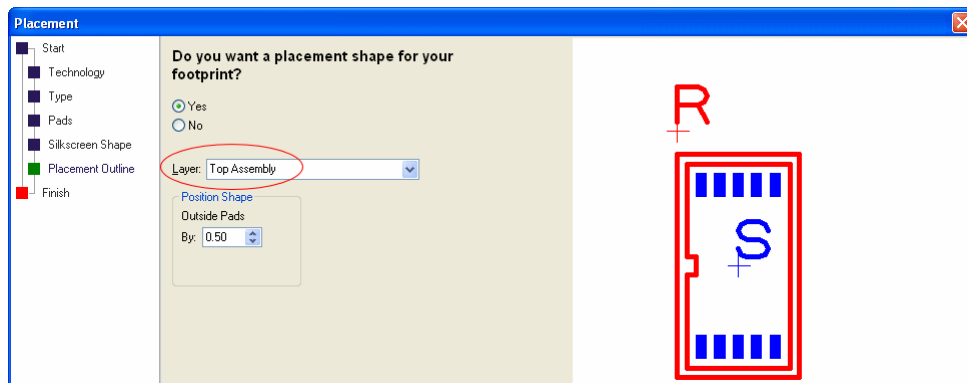 Placement
Start
Technology
Type
Pads
Silkscreen Shape
Placement Outline
Finish
Do you want a placement shape for your
footprint?
Yes
No
Layer: Top Assembly
Position Shape
Outside Pads
By: 0.50
R
S